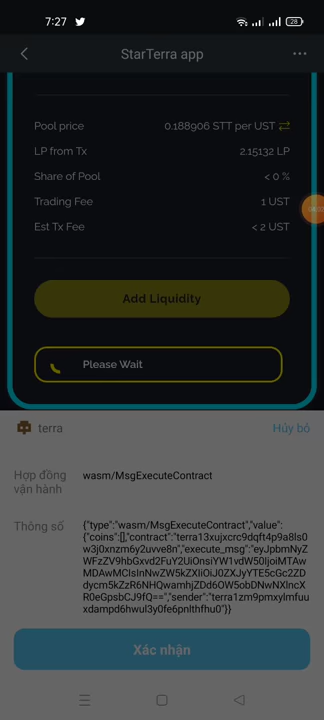 7:27
28
StarTerra app
Pool price 0.188906 STT per UST
LP from Tx 2.15132 LP
Share of Pool < 0 %
Trading Fee 1 UST
Est Tx Fee < 2 UST
Add Liquidity
Please Wait
terra Hủy bỏ
Hợp đồng vận hành wasm/MsgExecuteContract
Thông số {"type":"wasm/MsgExecuteContract","value":
{"coins":[],"contract":"terra13xujxcrc9dqft4p9a8ls0
w3j0xnzm6y2uvve8n","execute_msg":"eyJpbmNyZ
WFzZV9hbGxvd2FuY2UiOnsiYW1vdW50IjoiMTAw
MDAwMCIsInNwZW5kZXIiOiJ0ZXJyYTE5cGc2ZD
dycm5kZzR6NHQwamhjZDd6OW5obDNwNXlncX
R0eGpsbCJ9fQ==","sender":"terra1zm9pmxylmfuu
xdampd6hwul3y0fe6pnlthfhu0"}}
Xác nhận